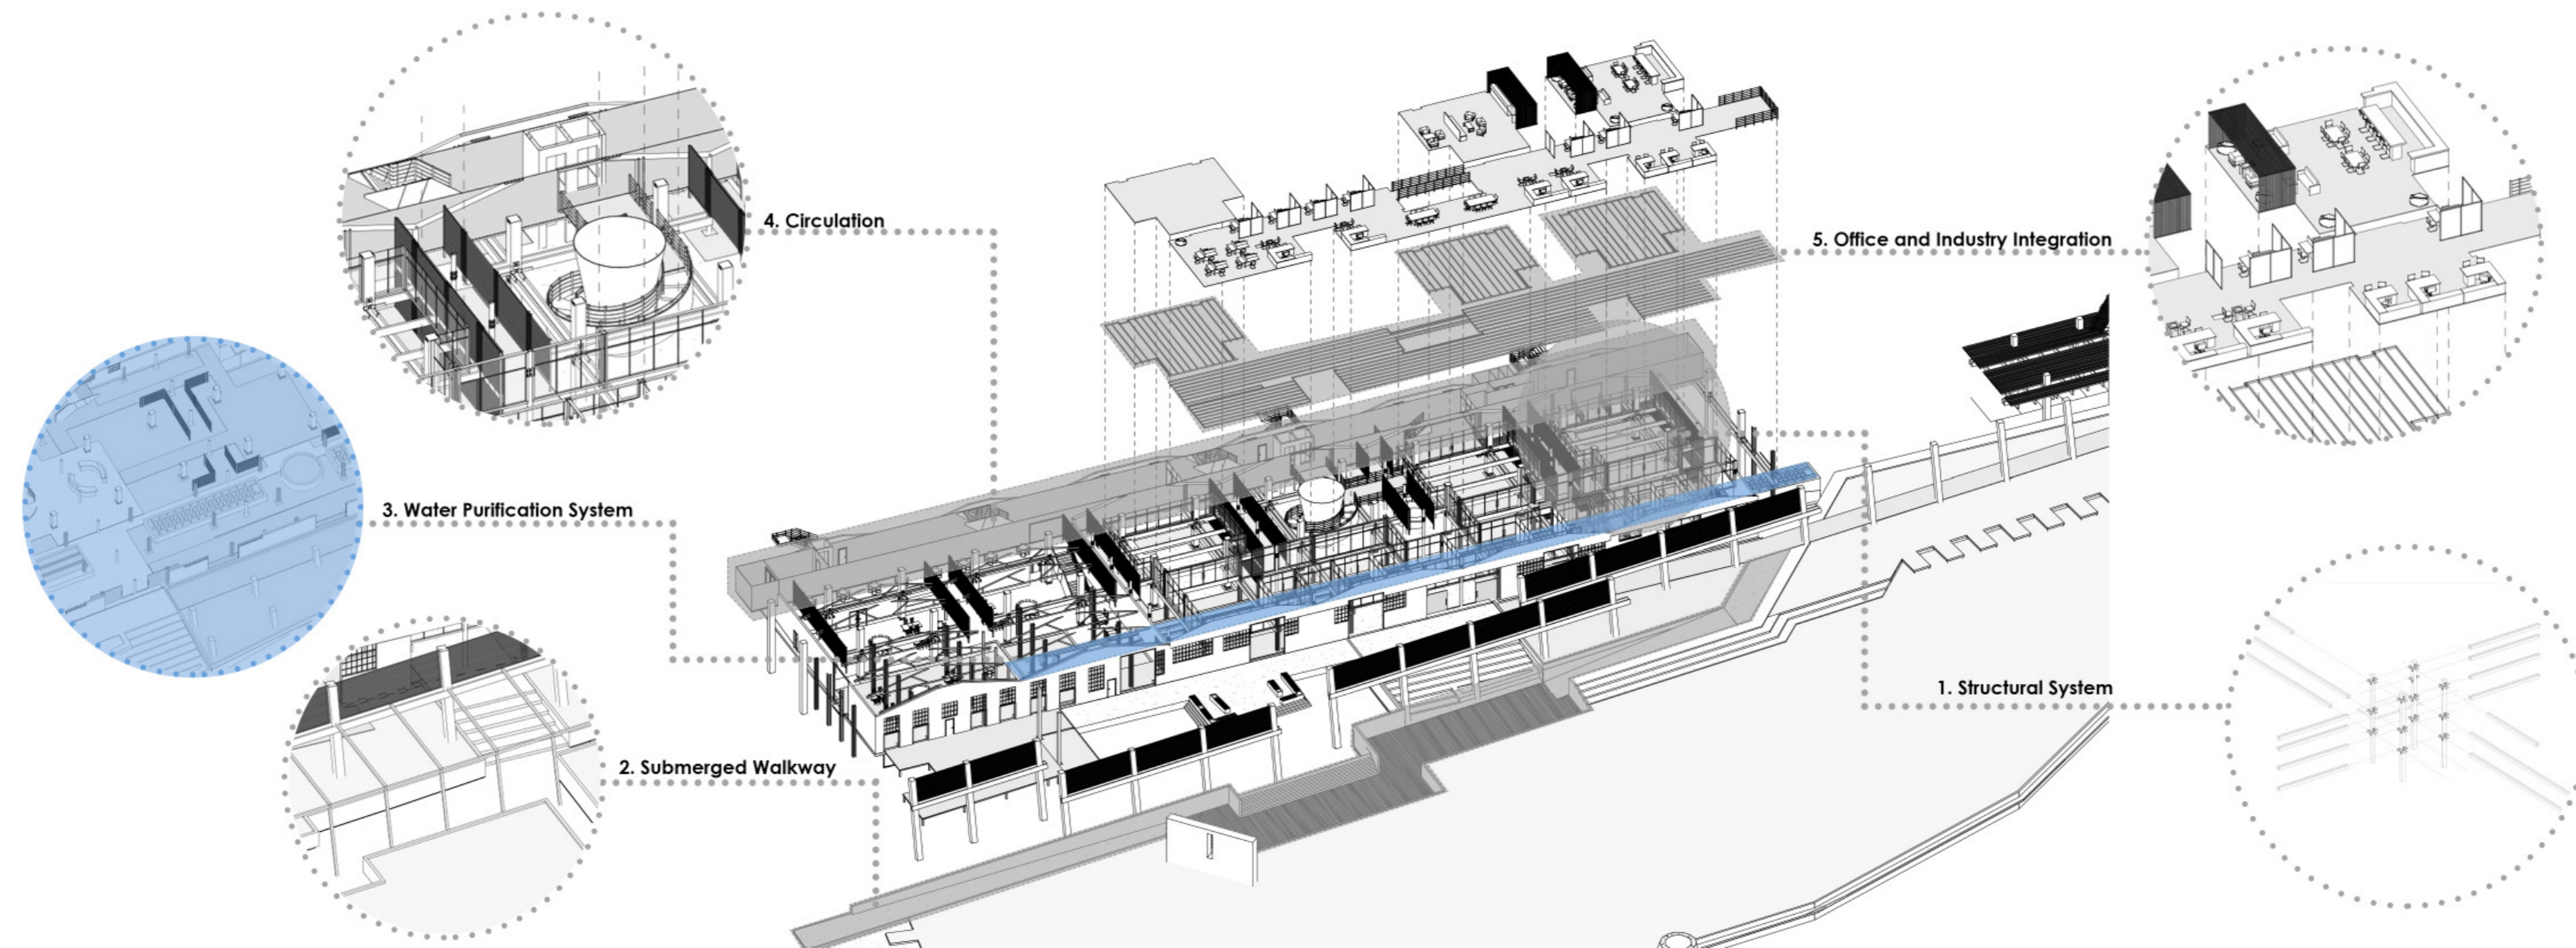 4. Circulation
5. Office and Industry Integration
3. Water Purification System
1. Structural System
2. Submerged Walkway